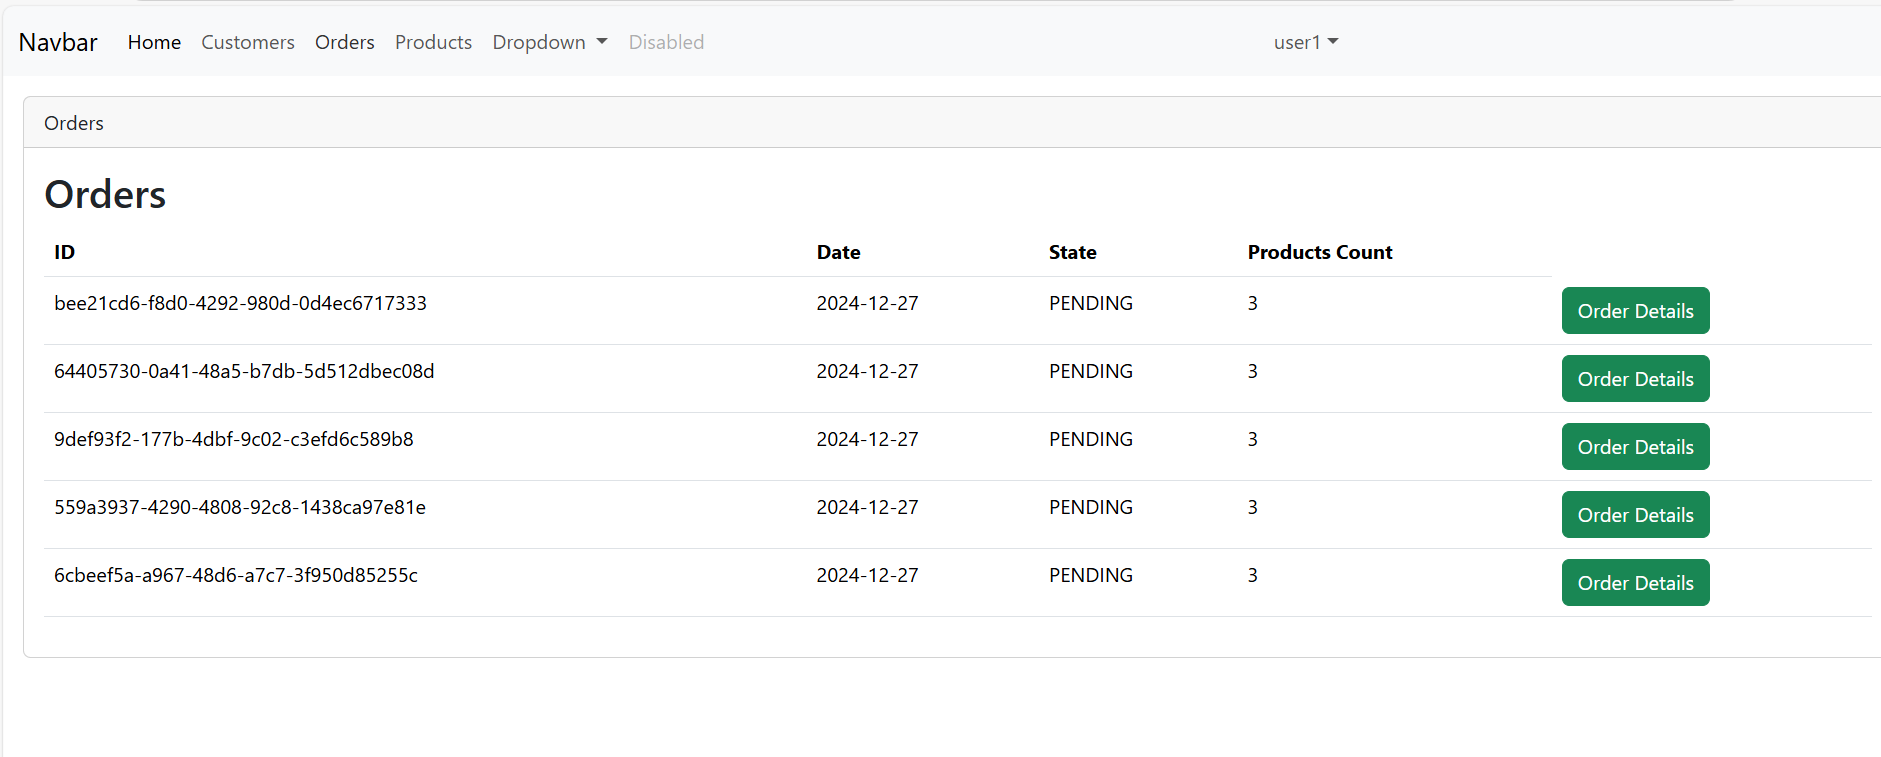 Navbar Home Customers Orders Products Dropdown Disabled user1
Orders
Orders
ID Date State Products Count
bee21cd6-f8d0-4292-980d-0d4ec6717333 2024-12-27 PENDING 3 Order Details
64405730-0a41-48a5-b7db-5d512dbec08d 2024-12-27 PENDING 3 Order Details
9def93f2-177b-4dbf-9c02-c3efd6c589b8 2024-12-27 PENDING 3 Order Details
559a3937-4290-4808-92c8-1438ca97e81e 2024-12-27 PENDING 3 Order Details
6cbeef5a-a967-48d6-a7c7-3f950d85255c 2024-12-27 PENDING 3 Order Details